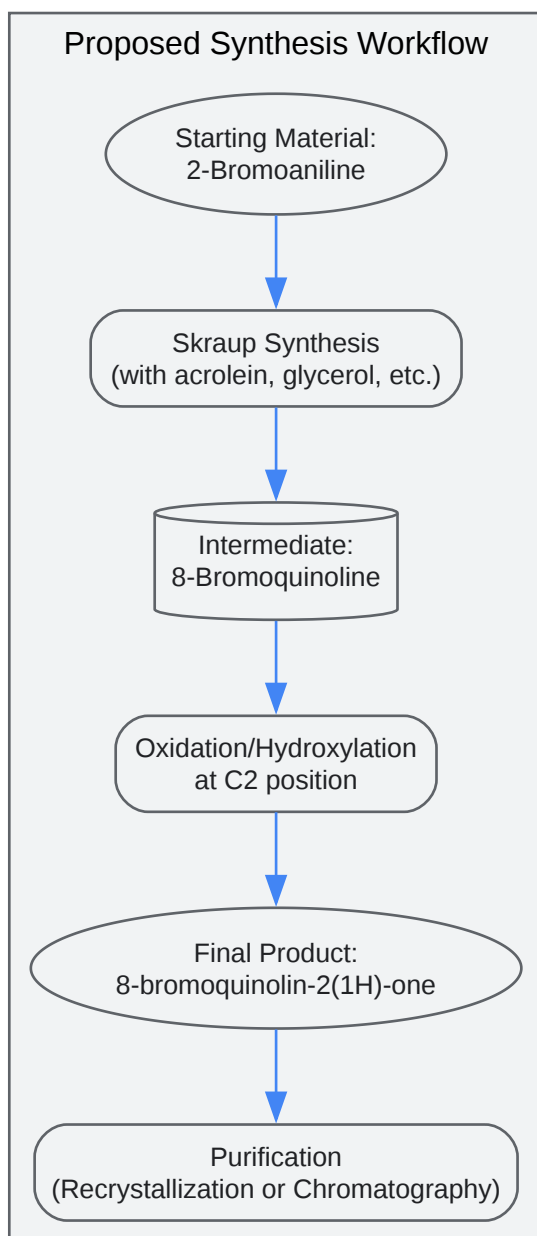 Proposed Synthesis Workflow
Starting Material:
2-Bromoaniline
Skraup Synthesis
(with acrolein, glycerol, etc.)
Intermediate:
8-Bromoquinoline
Oxidation/Hydroxylation
at C2 position
Final Product:
8-bromoquinolin-2(1H)-one
Purification
(Recrystallization or Chromatography)